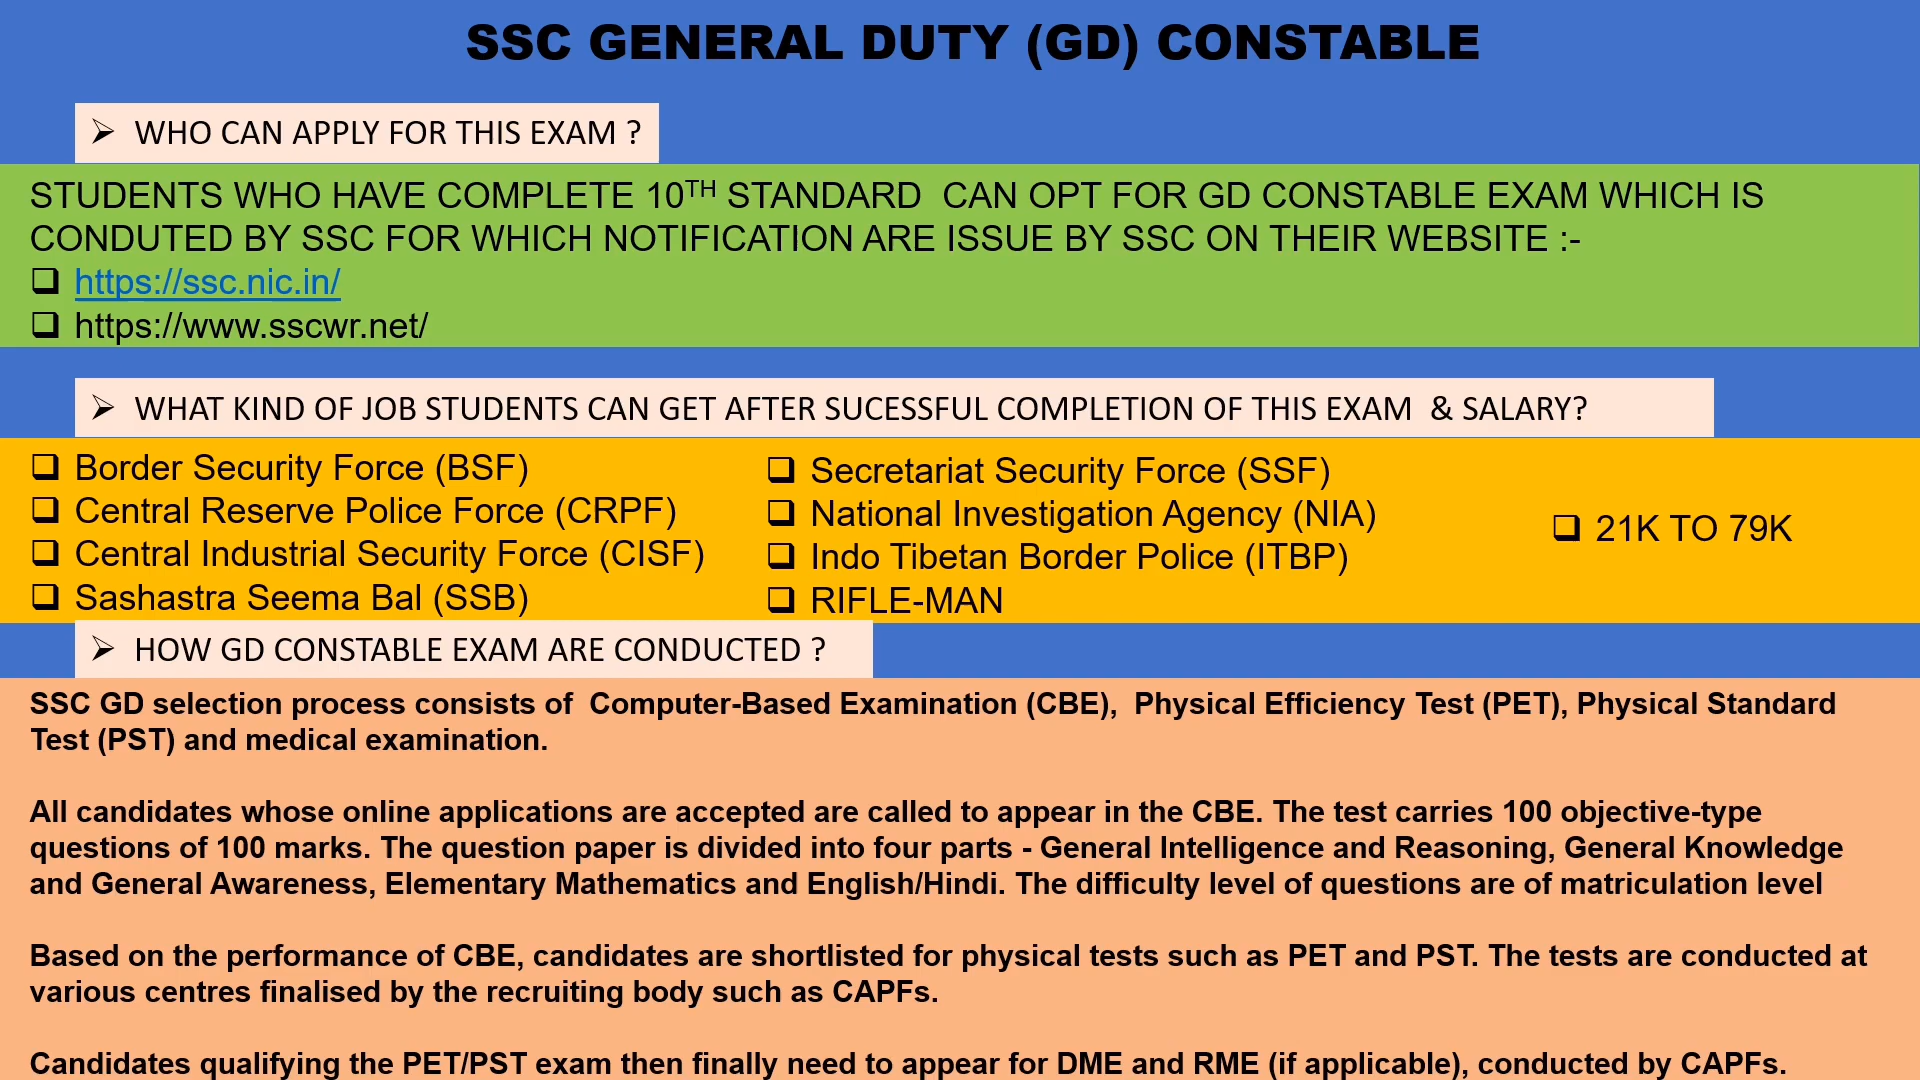 SSC GENERAL DUTY (GD) CONSTABLE
➢ WHO CAN APPLY FOR THIS EXAM ?
STUDENTS WHO HAVE COMPLETE 10TH STANDARD CAN OPT FOR GD CONSTABLE EXAM WHICH IS
CONDUTED BY SSC FOR WHICH NOTIFICATION ARE ISSUE BY SSC ON THEIR WEBSITE :-
❑ https://ssc.nic.in/
❑ https://www.sscwr.net/
➢ WHAT KIND OF JOB STUDENTS CAN GET AFTER SUCESSFUL COMPLETION OF THIS EXAM & SALARY?
❑ Border Security Force (BSF)
❑ Central Reserve Police Force (CRPF)
❑ Central Industrial Security Force (CISF)
❑ Sashastra Seema Bal (SSB)
❑ Secretariat Security Force (SSF)
❑ National Investigation Agency (NIA)
❑ Indo Tibetan Border Police (ITBP)
❑ RIFLE-MAN
❑ 21K TO 79K
➢ HOW GD CONSTABLE EXAM ARE CONDUCTED ?
SSC GD selection process consists of Computer-Based Examination (CBE), Physical Efficiency Test (PET), Physical Standard
Test (PST) and medical examination.
All candidates whose online applications are accepted are called to appear in the CBE. The test carries 100 objective-type
questions of 100 marks. The question paper is divided into four parts - General Intelligence and Reasoning, General Knowledge
and General Awareness, Elementary Mathematics and English/Hindi. The difficulty level of questions are of matriculation level
Based on the performance of CBE, candidates are shortlisted for physical tests such as PET and PST. The tests are conducted at
various centres finalised by the recruiting body such as CAPFs.
Candidates qualifying the PET/PST exam then finally need to appear for DME and RME (if applicable), conducted by CAPFs.